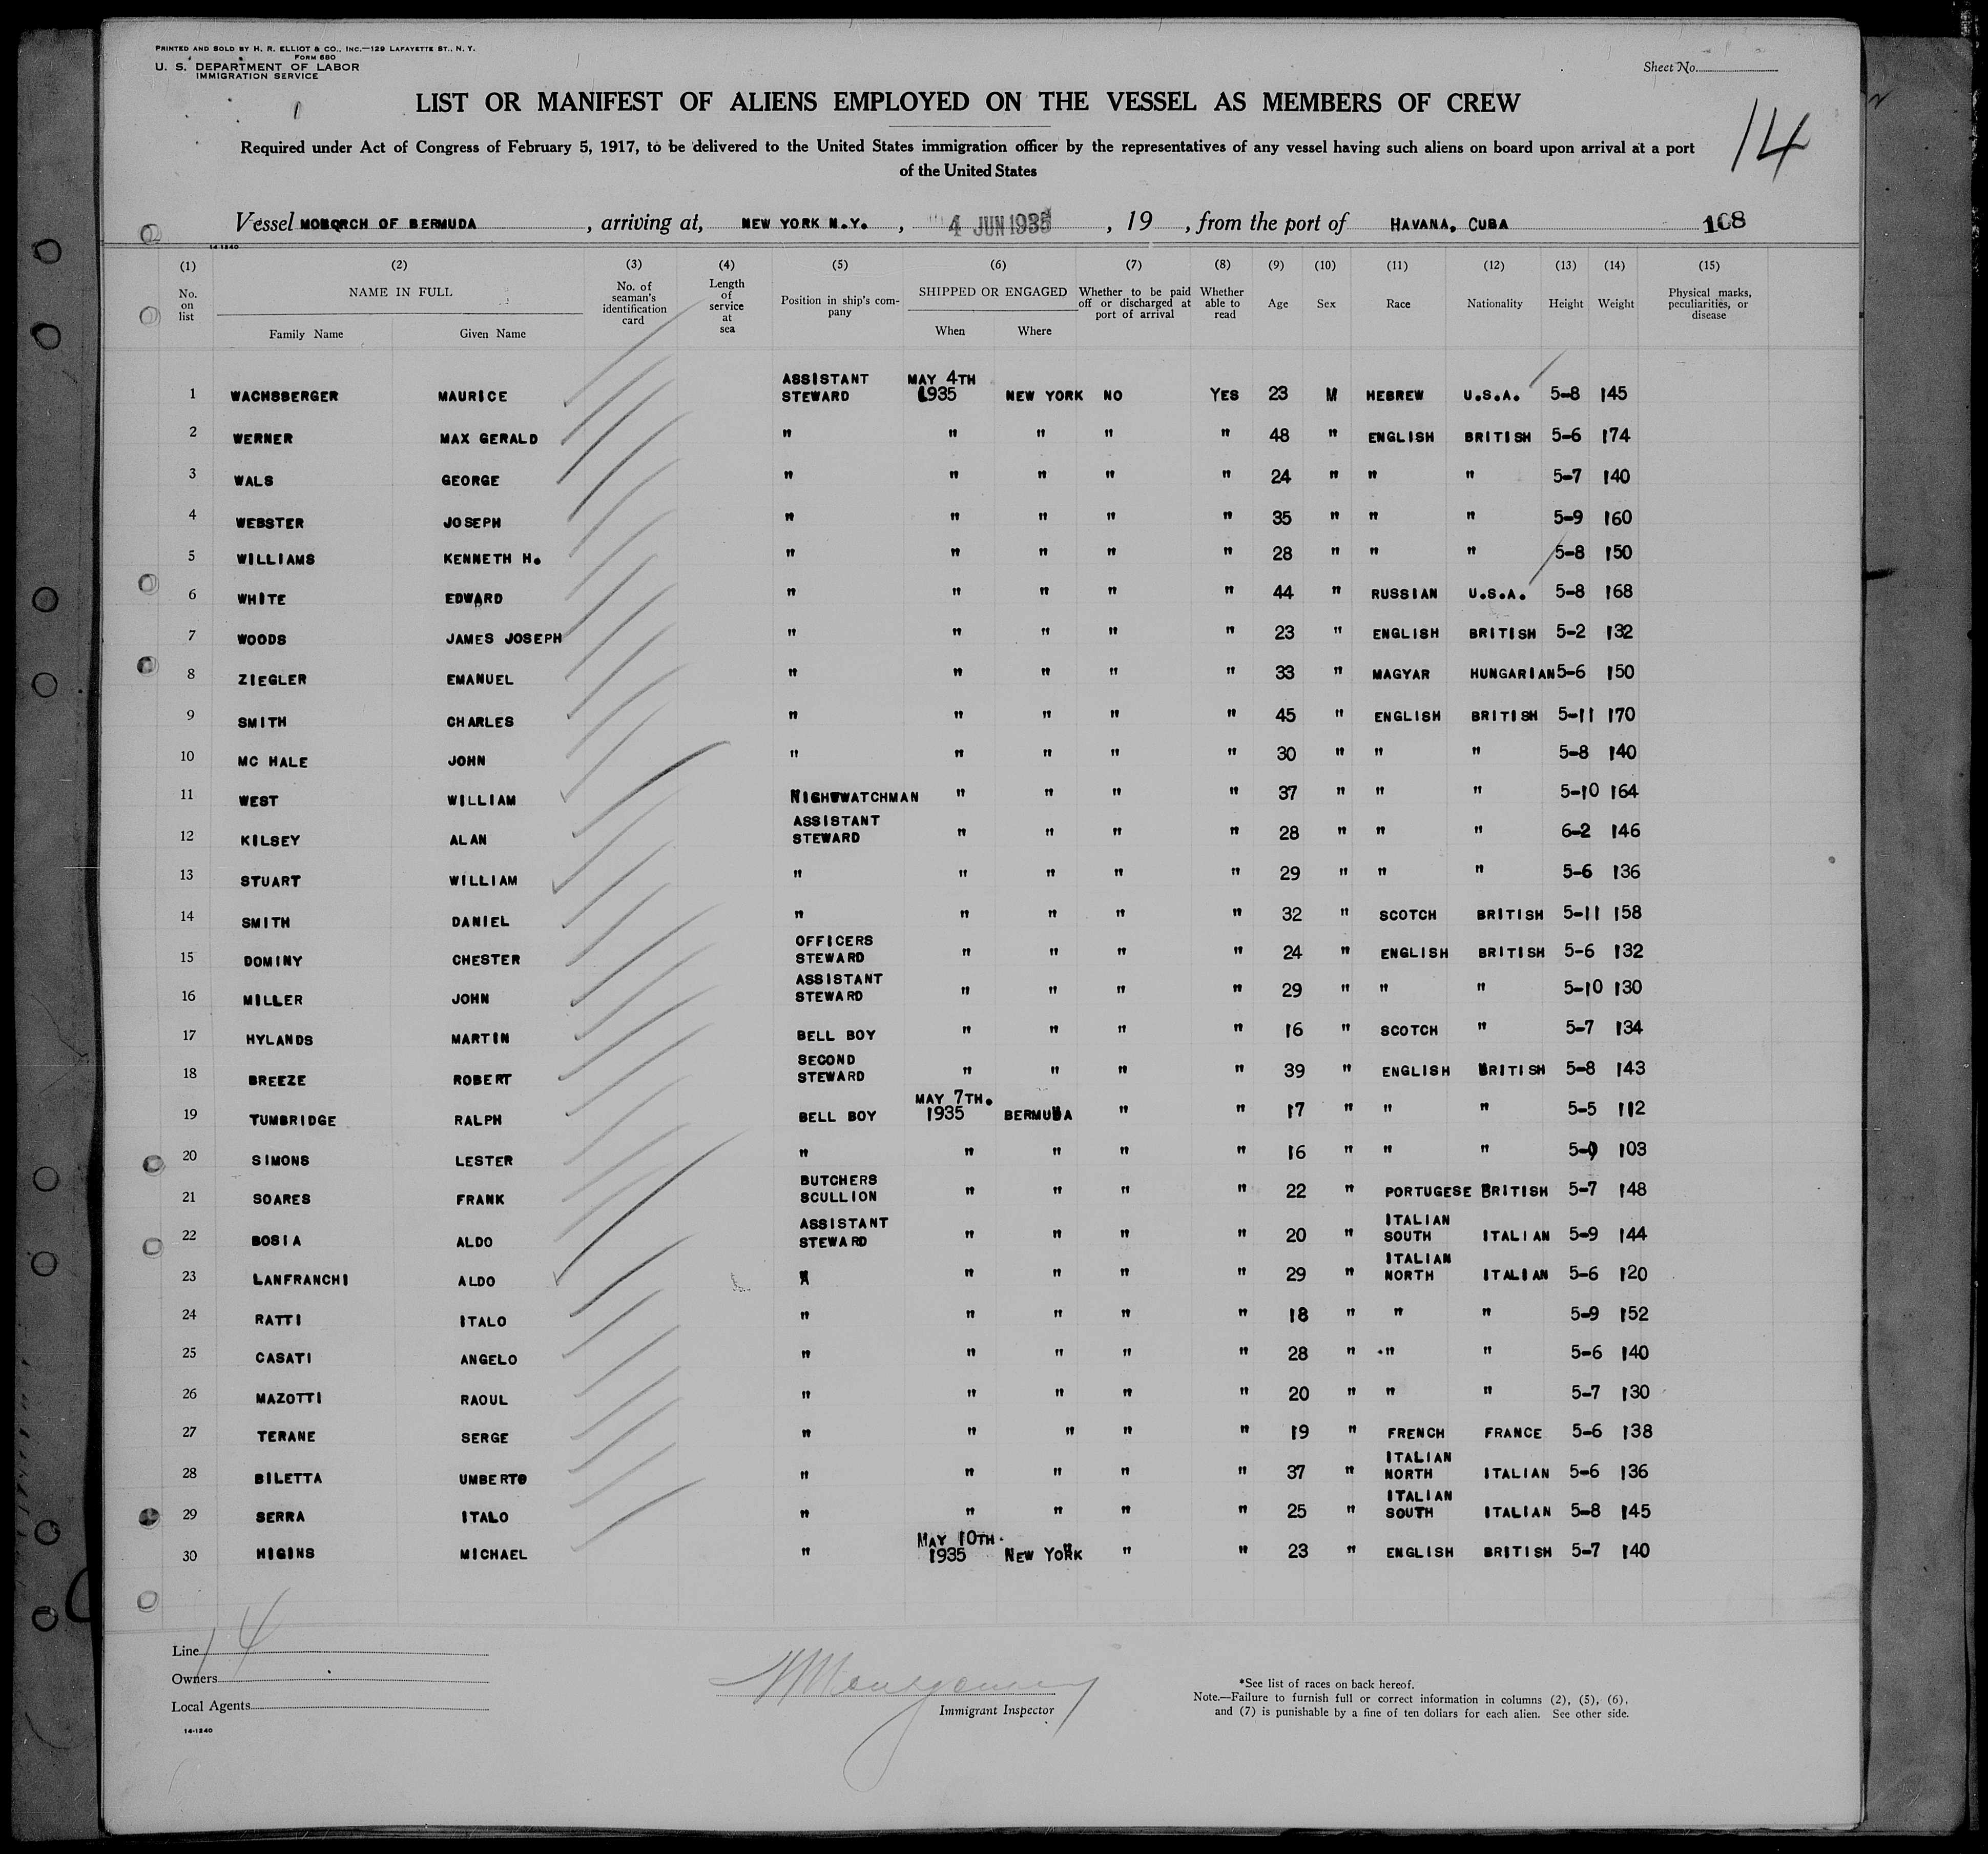 PRINTED AND SOLD BY H. R. ELLIOT & CO., INC.—129 LAFAYETTE ST., N. Y.
FORM 680
U. S. DEPARTMENT OF LABOR
IMMIGRATION SERVICE
Sheet No.
LIST OR MANIFEST OF ALIENS EMPLOYED ON THE VESSEL AS MEMBERS OF CREW
14
Required under Act of Congress of February 5, 1917, to be delivered to the United States immigration officer by the representatives of any vessel having such aliens on board upon arrival at a port
of the United States
Vessel MONQRCH OF BERMUDA , arriving at, NEW YORK N.Y. , 4 JUN 1935 , 19 , from the port of HAVANA, CUBA 108
14-1240
(1) (2) (3) (4) (5) (6) (7) (8) (9) (10) (11) (12) (13) (14) (15)
No. on list NAME IN FULL Family Name Given Name No. of seaman's identification card Length of service at sea Position in ship's company SHIPPED OR ENGAGED When Where Whether to be paid off or discharged at port of arrival Whether able to read Age Sex Race Nationality Height Weight Physical marks, peculiarities, or disease
1 WACHSBERGER MAURICE ASSISTANT STEWARD MAY 4TH 1935 NEW YORK NO YES 23 M HEBREW U.S.A. 5-8 145
2 WERNER MAX GERALD " " " " " 48 " ENGLISH BRITISH 5-6 174
3 WALS GEORGE " " " " " 24 " " " 5-7 140
4 WEBSTER JOSEPH " " " " " 35 " " " 5-9 160
5 WILLIAMS KENNETH H. " " " " " 28 " " " 5-8 150
6 WHITE EDWARD " " " " " 44 " RUSSIAN U.S.A. 5-8 168
7 WOODS JAMES JOSEPH " " " " " 23 " ENGLISH BRITISH 5-2 132
8 ZIEGLER EMANUEL " " " " " 33 " MAGYAR HUNGARIAN 5-6 150
9 SMITH CHARLES " " " " " 45 " ENGLISH BRITISH 5-11 170
10 MC HALE JOHN " " " " " 30 " " " 5-8 140
11 WEST WILLIAM NIGHTWATCHMAN " " " " 37 " " " 5-10 164
12 KILSEY ALAN ASSISTANT STEWARD " " " " 28 " " " 6-2 146
13 STUART WILLIAM " " " " " 29 " " " 5-6 136
14 SMITH DANIEL " " " " " 32 " SCOTCH BRITISH 5-11 158
15 DOMINY CHESTER OFFICERS STEWARD " " " " 24 " ENGLISH BRITISH 5-6 132
16 MILLER JOHN ASSISTANT STEWARD " " " " 29 " " " 5-10 130
17 HYLANDS MARTIN BELL BOY " " " " 16 " SCOTCH " 5-7 134
18 BREEZE ROBERT SECOND STEWARD " " " " 39 " ENGLISH BRITISH 5-8 143
19 TUMBRIDGE RALPH BELL BOY MAY 7TH. 1935 BERMUDA " " 17 " " " 5-5 112
20 SIMONS LESTER " " " " " 16 " " " 5-0 103
21 SOARES FRANK BUTCHERS SCULLION " " " " 22 " PORTUGESE BRITISH 5-7 148
22 BOSIA ALDO ASSISTANT STEWARD " " " " 20 " ITALIAN SOUTH ITALIAN 5-9 144
23 LANFRANCHI ALDO " " " " " 29 " ITALIAN NORTH ITALIAN 5-6 120
24 RATTI ITALO " " " " " 18 " " " 5-9 152
25 CASATI ANGELO " " " " " 28 " " " 5-6 140
26 MAZOTTI RAOUL " " " " " 20 " " " 5-7 130
27 TERANE SERGE " " " " " 19 " FRENCH FRANCE 5-6 138
28 BILETTA UMBERTO " " " " " 37 " ITALIAN NORTH ITALIAN 5-6 136
29 SERRA ITALO " " " " " 25 " ITALIAN SOUTH ITALIAN 5-8 145
30 HIGINS MICHAEL " MAY 10TH. 1935 NEW YORK " " 23 " ENGLISH BRITISH 5-7 140
14
Line
Owners
Local Agents
14-1240
Montgomery
Immigrant Inspector
*See list of races on back hereof.
Note.—Failure to furnish full or correct information in columns (2), (5), (6),
and (7) is punishable by a fine of ten dollars for each alien. See other side.